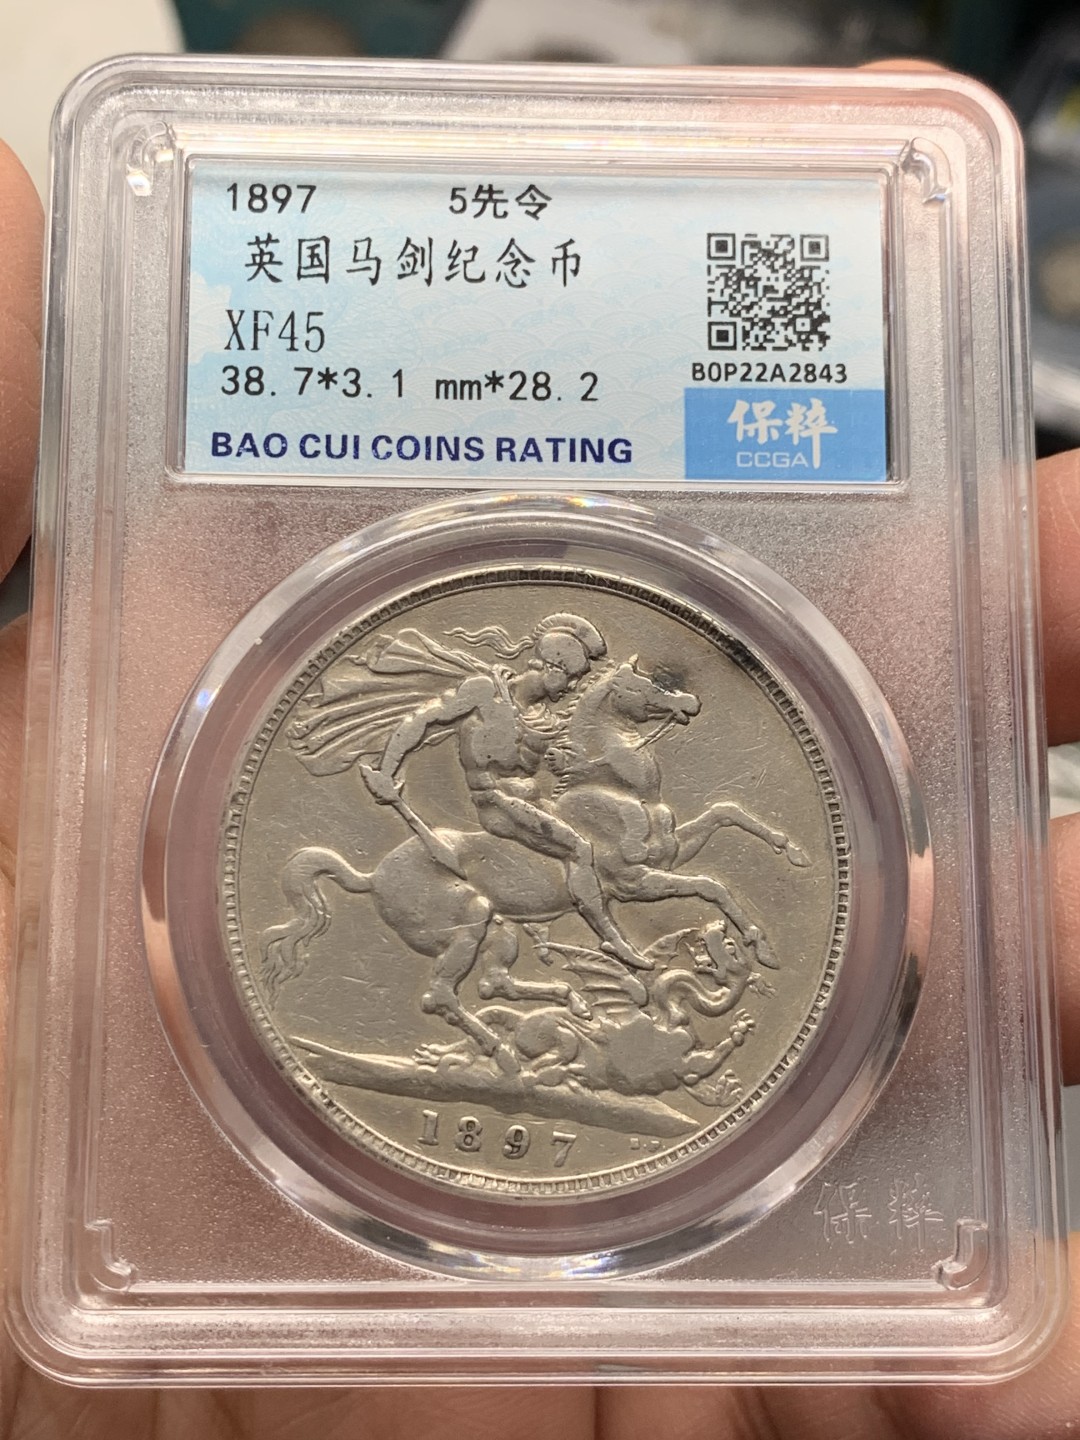 1897 5先令
英国马剑纪念币
XF45
38.7*3.1 mm*28.2
BAO CUI COINS RATING
BOP22A2843
保粹
CCGA
1897
保粹